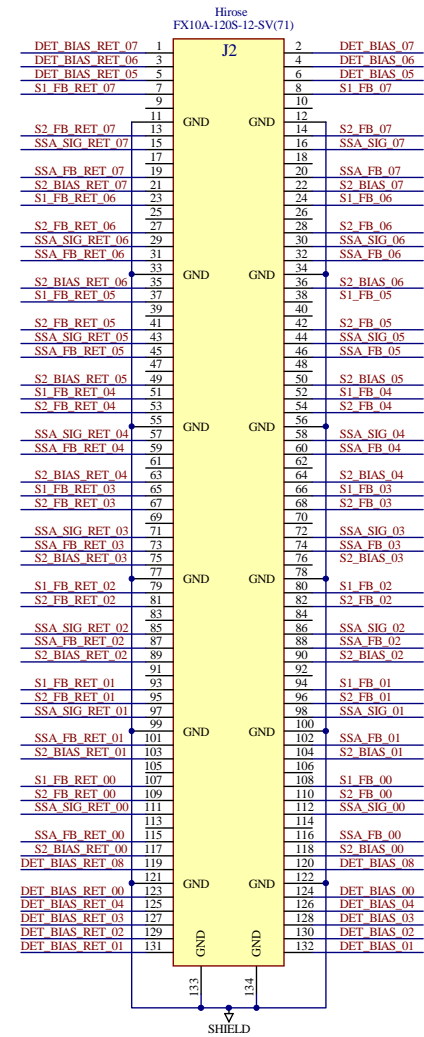 Hirose
FX10A-120S-12-SV(71)
J2
DET_BIAS_RET_07 1 2 DET_BIAS_07
DET_BIAS_RET_06 3 4 DET_BIAS_06
DET_BIAS_RET_05 5 6 DET_BIAS_05
S1_FB_RET_07 7 8 S1_FB_07
9 10
11 GND GND 12
S2_FB_RET_07 13 14 S2_FB_07
SSA_SIG_RET_07 15 16 SSA_SIG_07
17 18
SSA_FB_RET_07 19 20 SSA_FB_07
S2_BIAS_RET_07 21 22 S2_BIAS_07
S1_FB_RET_06 23 24 S1_FB_06
25 26
S2_FB_RET_06 27 28 S2_FB_06
SSA_SIG_RET_06 29 30 SSA_SIG_06
SSA_FB_RET_06 31 32 SSA_FB_06
33 GND GND 34
S2_BIAS_RET_06 35 36 S2_BIAS_06
S1_FB_RET_05 37 38 S1_FB_05
39 40
S2_FB_RET_05 41 42 S2_FB_05
SSA_SIG_RET_05 43 44 SSA_SIG_05
SSA_FB_RET_05 45 46 SSA_FB_05
47 48
S2_BIAS_RET_05 49 50 S2_BIAS_05
S1_FB_RET_04 51 52 S1_FB_04
S2_FB_RET_04 53 54 S2_FB_04
55 GND GND 56
SSA_SIG_RET_04 57 58 SSA_SIG_04
SSA_FB_RET_04 59 60 SSA_FB_04
61 62
S2_BIAS_RET_04 63 64 S2_BIAS_04
S1_FB_RET_03 65 66 S1_FB_03
S2_FB_RET_03 67 68 S2_FB_03
69 70
SSA_SIG_RET_03 71 72 SSA_SIG_03
SSA_FB_RET_03 73 74 SSA_FB_03
S2_BIAS_RET_03 75 76 S2_BIAS_03
77 GND GND 78
S1_FB_RET_02 79 80 S1_FB_02
S2_FB_RET_02 81 82 S2_FB_02
83 84
SSA_SIG_RET_02 85 86 SSA_SIG_02
SSA_FB_RET_02 87 88 SSA_FB_02
S2_BIAS_RET_02 89 90 S2_BIAS_02
91 92
S1_FB_RET_01 93 94 S1_FB_01
S2_FB_RET_01 95 96 S2_FB_01
SSA_SIG_RET_01 97 98 SSA_SIG_01
99 GND GND 100
SSA_FB_RET_01 101 102 SSA_FB_01
S2_BIAS_RET_01 103 104 S2_BIAS_01
105 106
S1_FB_RET_00 107 108 S1_FB_00
S2_FB_RET_00 109 110 S2_FB_00
SSA_SIG_RET_00 111 112 SSA_SIG_00
113 114
SSA_FB_RET_00 115 116 SSA_FB_00
S2_BIAS_RET_00 117 118 S2_BIAS_00
DET_BIAS_RET_08 119 120 DET_BIAS_08
121 GND GND 122
DET_BIAS_RET_00 123 124 DET_BIAS_00
DET_BIAS_RET_04 125 126 DET_BIAS_04
DET_BIAS_RET_03 127 128 DET_BIAS_03
DET_BIAS_RET_02 129 130 DET_BIAS_02
DET_BIAS_RET_01 131 132 DET_BIAS_01
GND GND
133 134
SHIELD